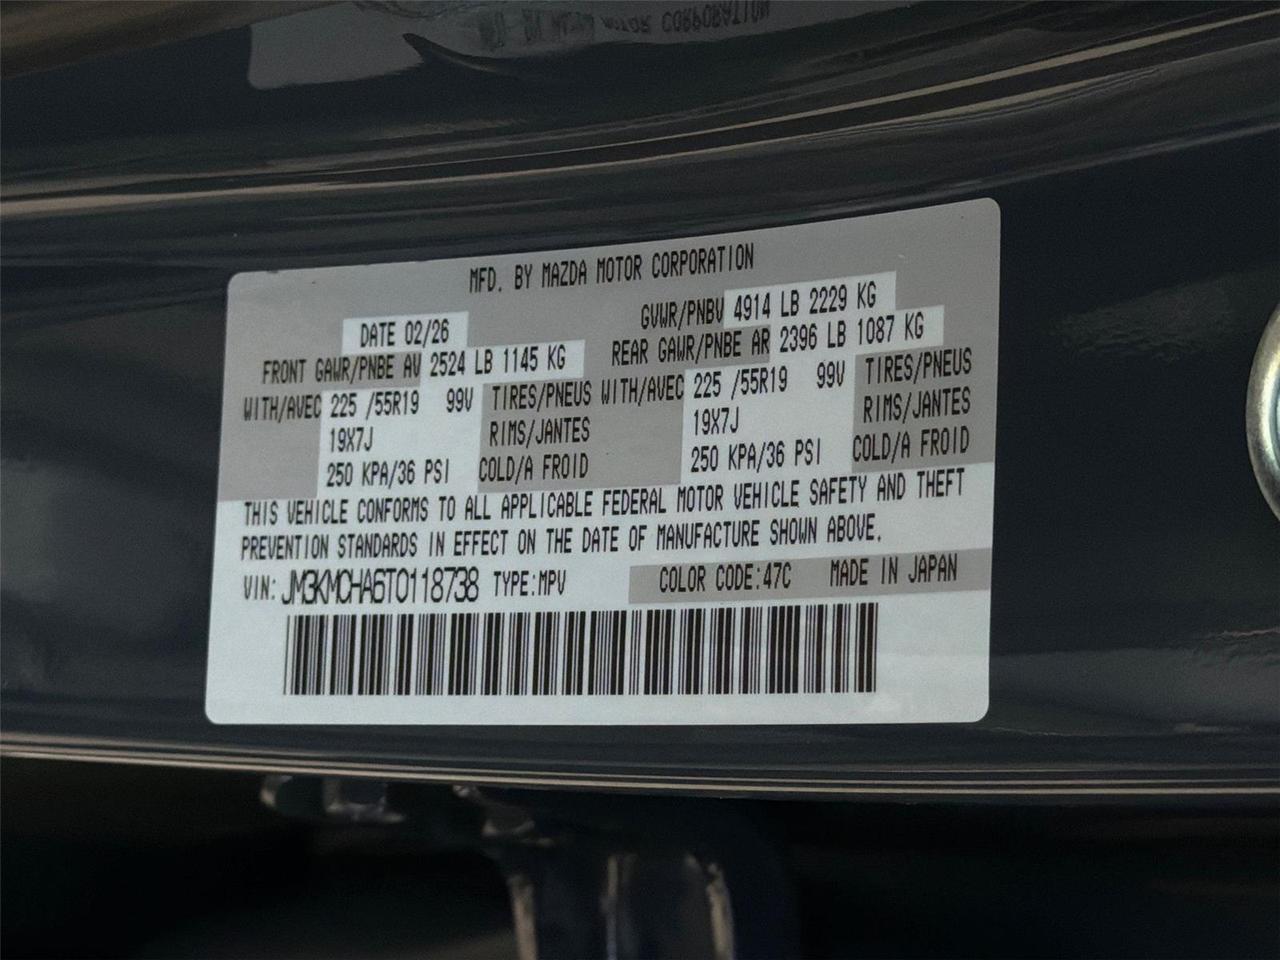 MFD. BY MAZDA MOTOR CORPORATION
DATE 02/26 GVWR/PNBV 4914 LB 2229 KG
FRONT GAWR/PNBE AV 2524 LB 1145 KG REAR GAWR/PNBE AR 2396 LB 1087 KG
WITH/AVEC 225 /55R19 99V TIRES/PNEUS WITH/AVEC 225 /55R19 99V TIRES/PNEUS
19X7J RIMS/JANTES 19X7J RIMS/JANTES
250 KPA/36 PSI COLD/A FROID 250 KPA/36 PSI COLD/A FROID
THIS VEHICLE CONFORMS TO ALL APPLICABLE FEDERAL MOTOR VEHICLE SAFETY AND THEFT
PREVENTION STANDARDS IN EFFECT ON THE DATE OF MANUFACTURE SHOWN ABOVE.
VIN: JM3KMCHA6T0118738 TYPE:MPV COLOR CODE:47C MADE IN JAPAN